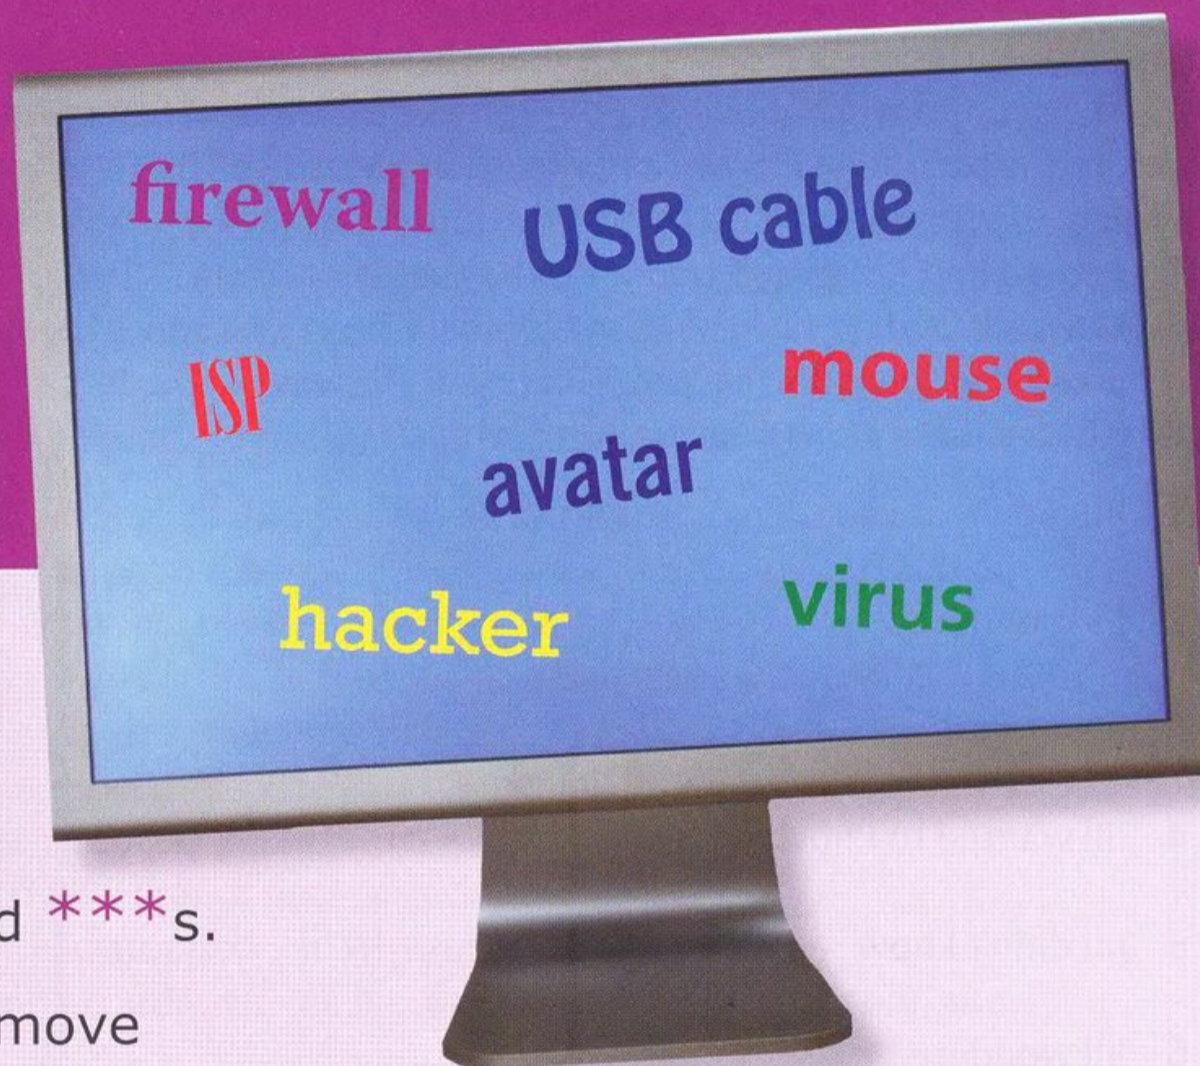 firewall
USB cable
ISP
mouse
avatar
hacker
virus
d ***s.
move